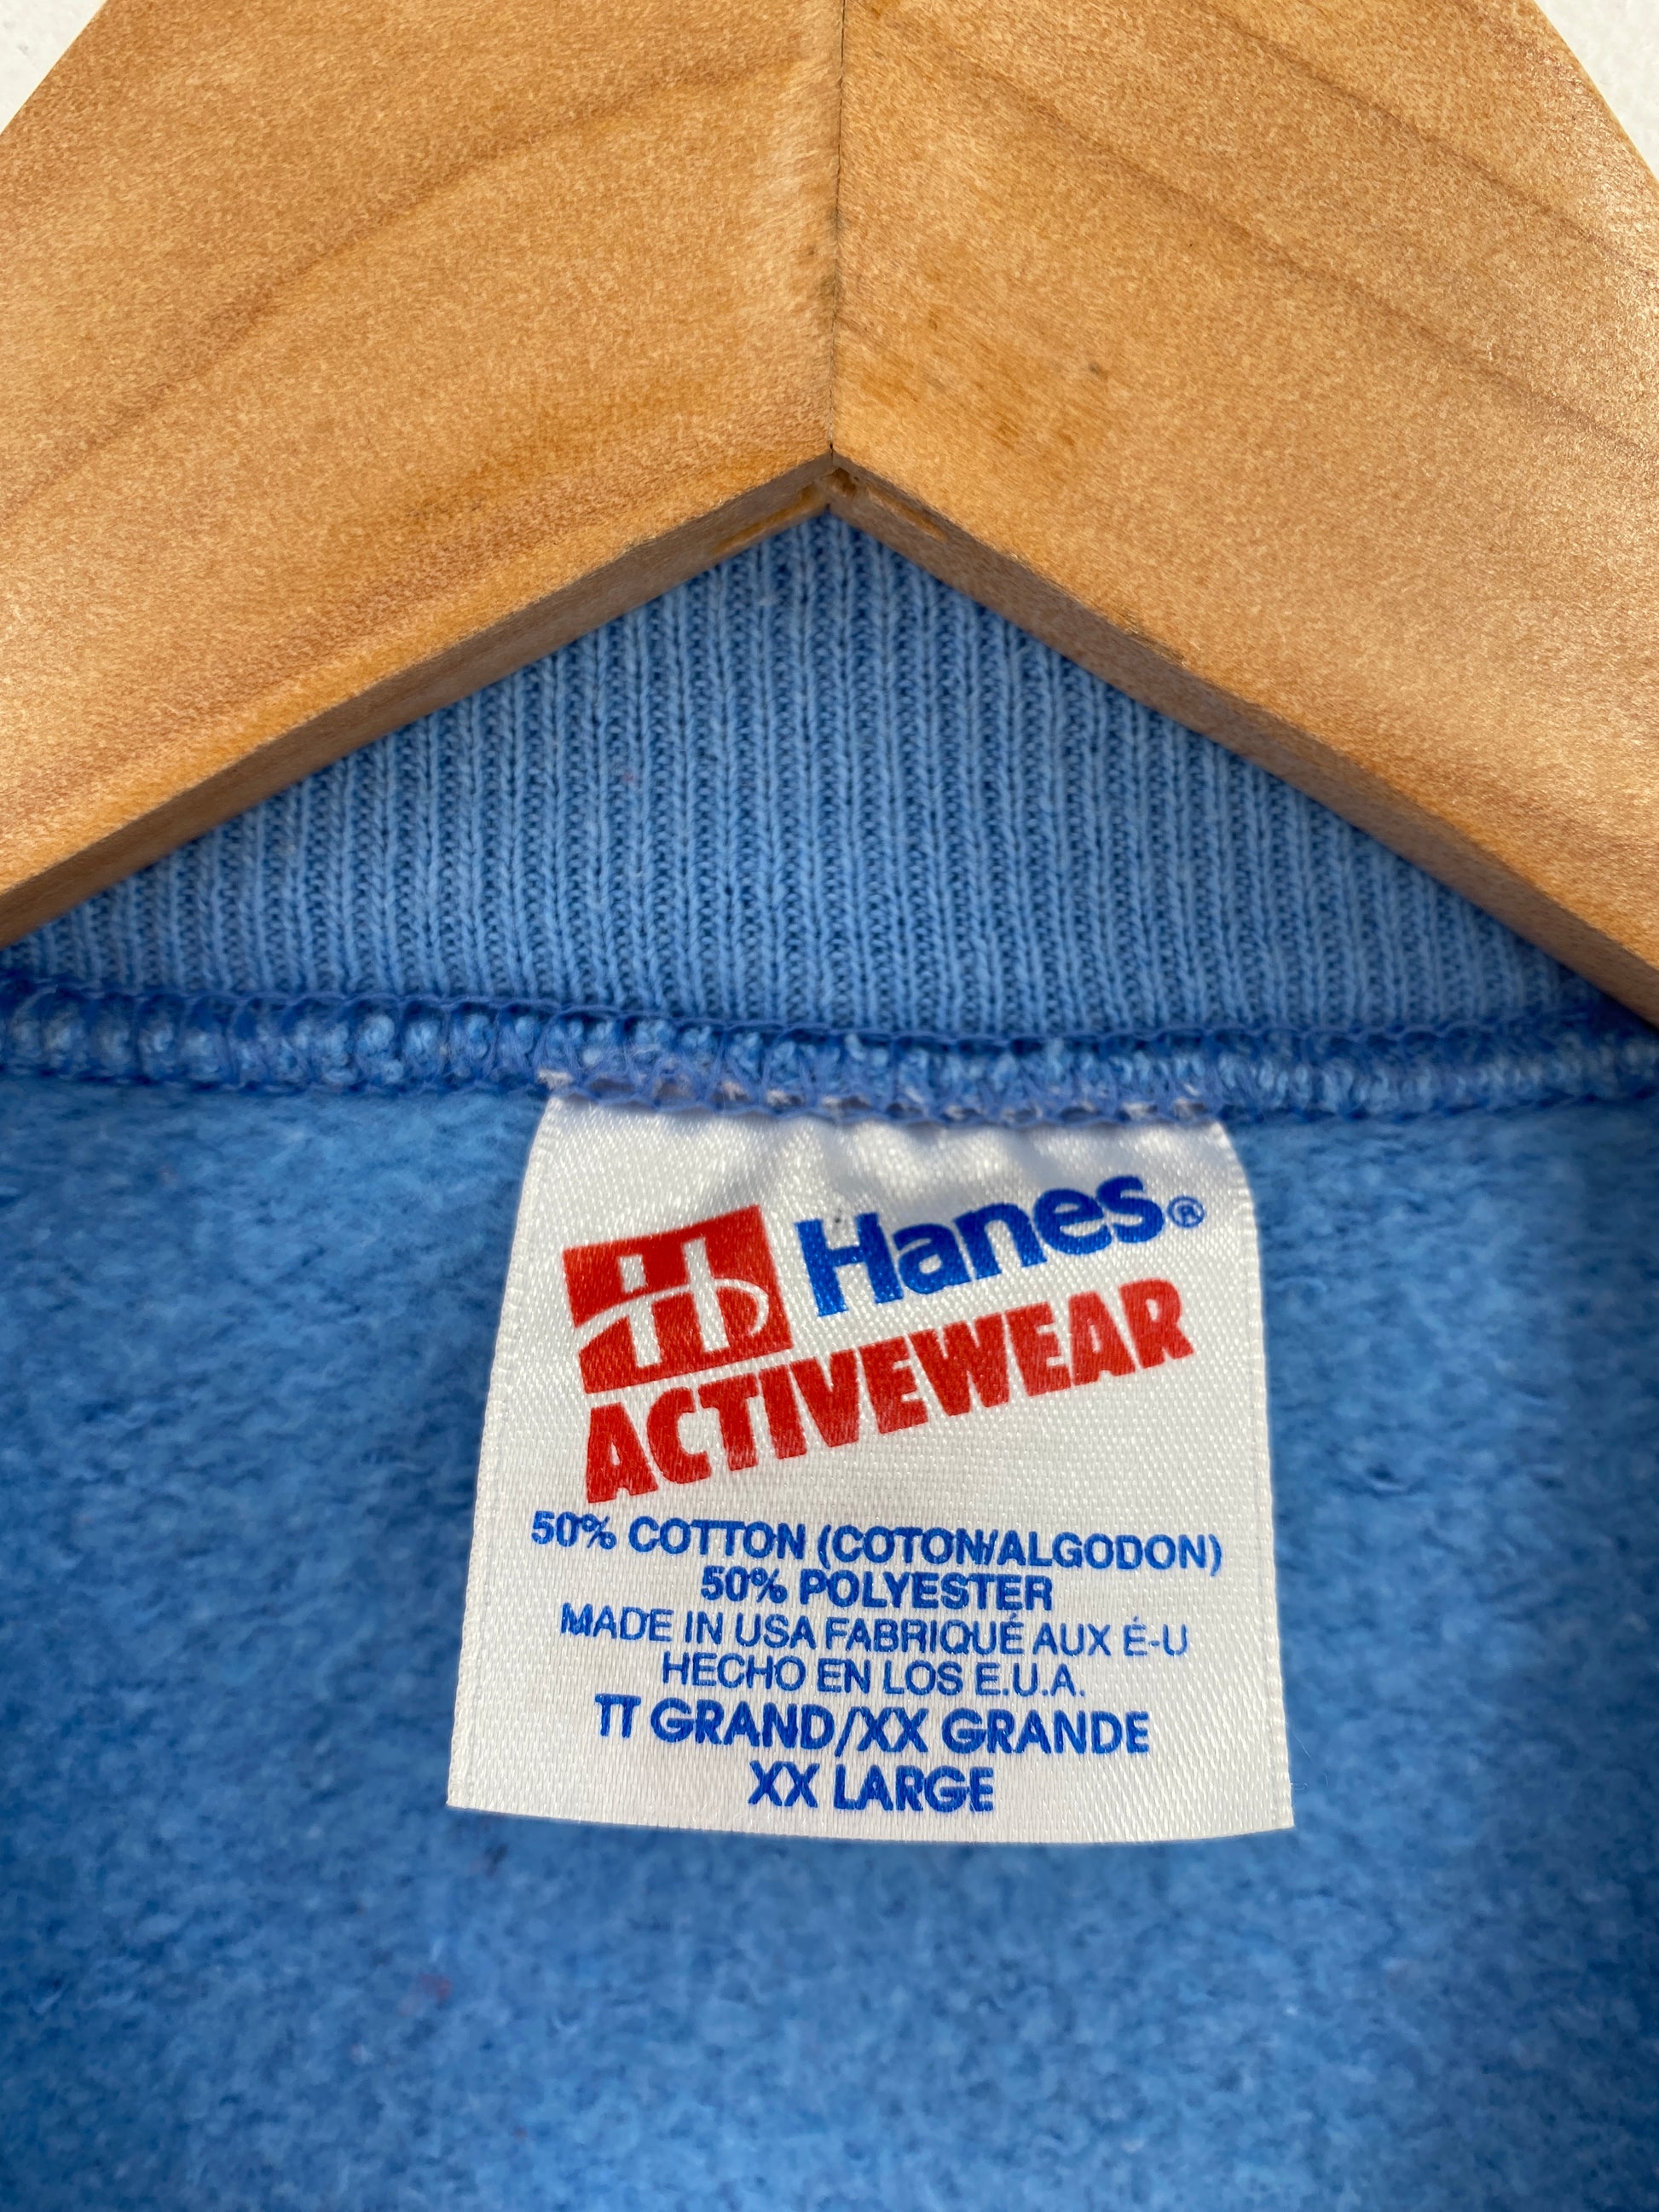 Hanes®
ACTIVEWEAR
50% COTTON (COTON/ALGODON)
50% POLYESTER
MADE IN USA FABRIQUÉ AUX É-U
HECHO EN LOS E.U.A.
TT GRAND/XX GRANDE
XX LARGE